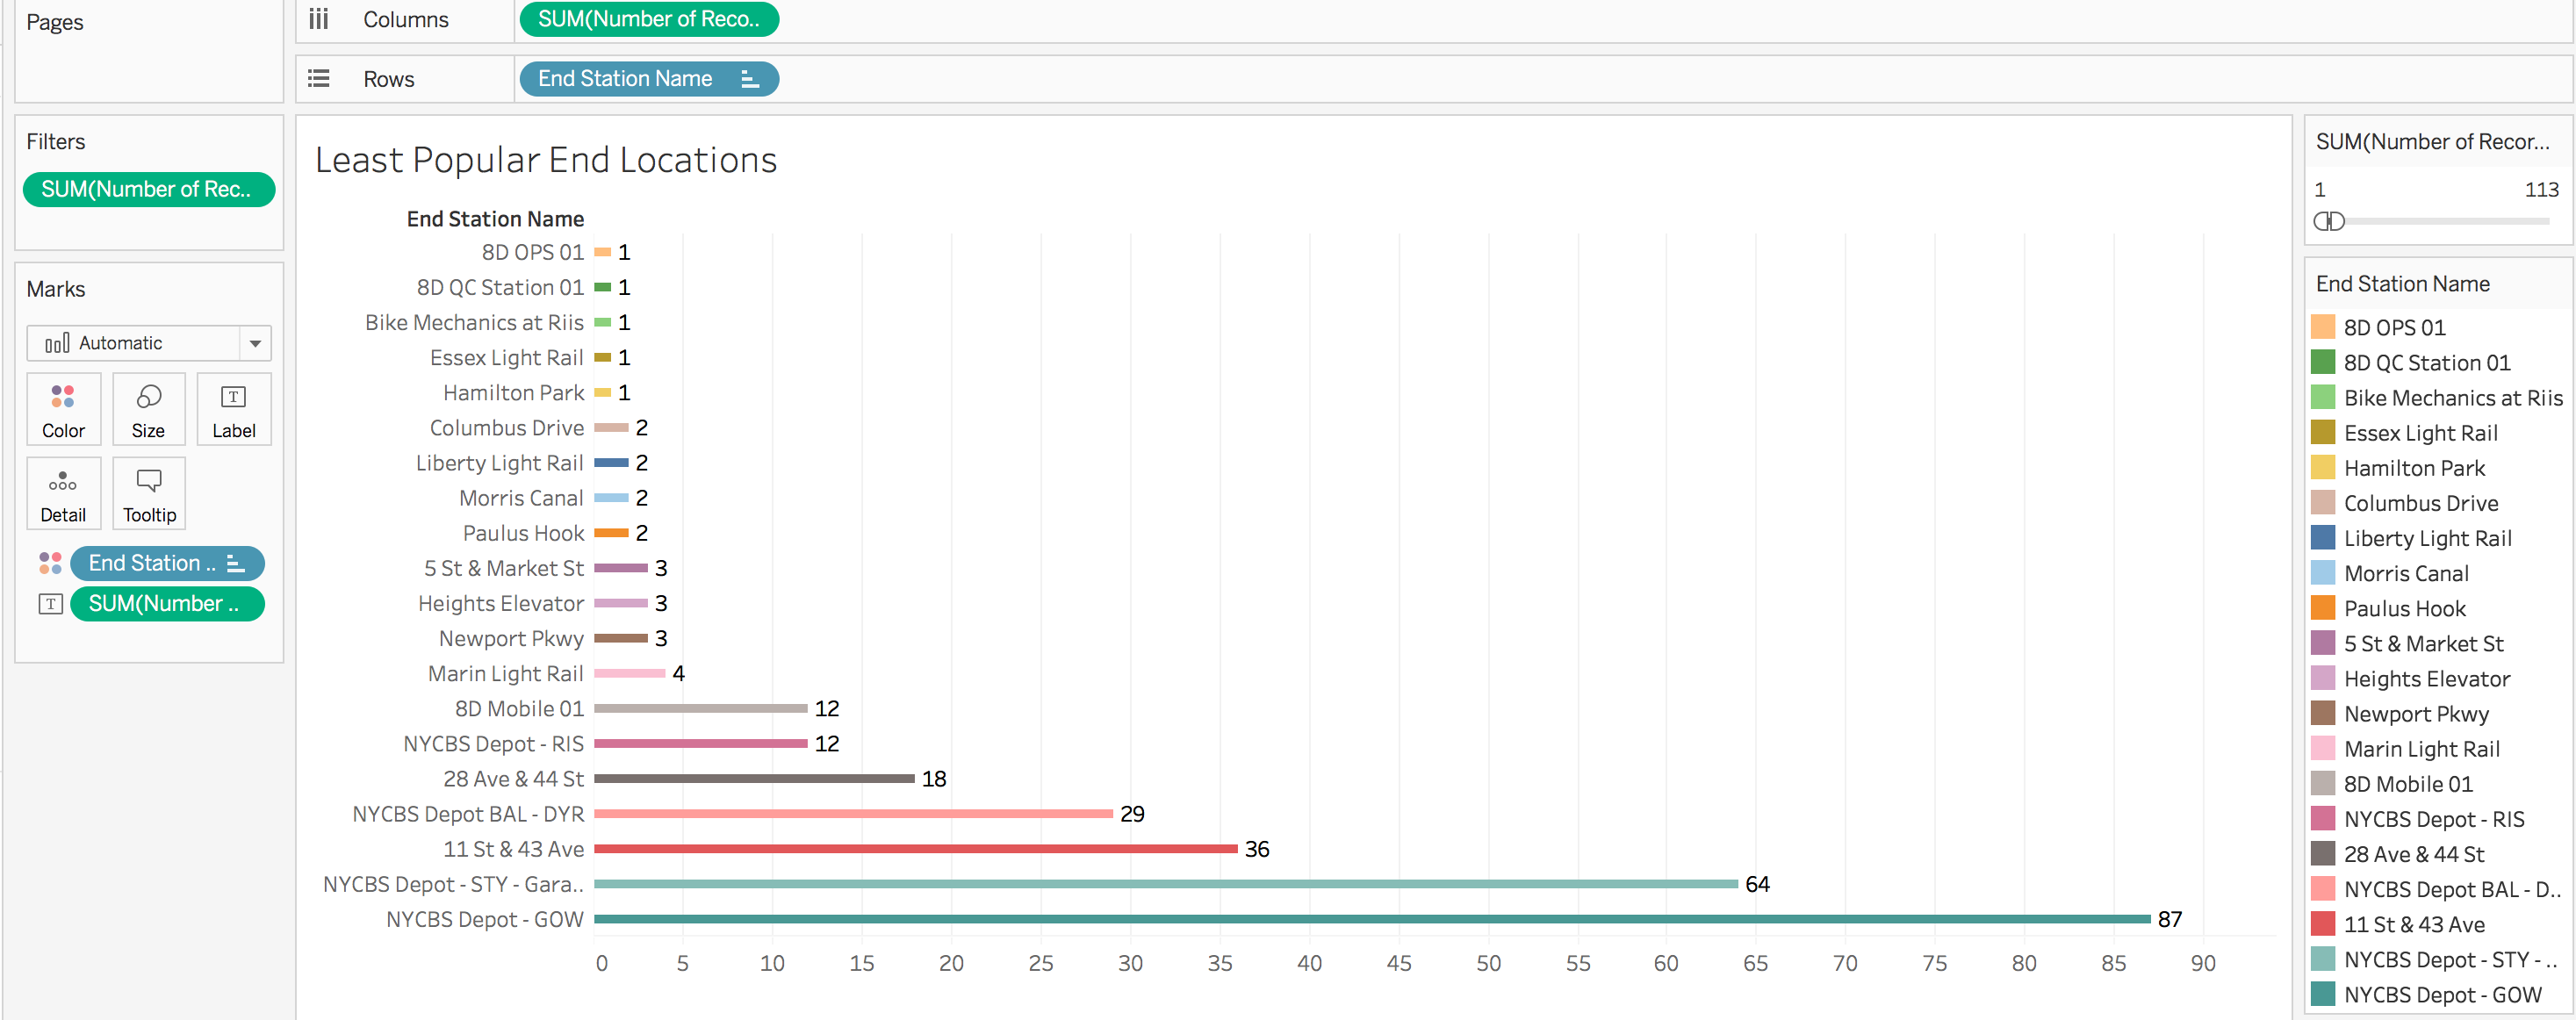 Pages
Columns
SUM(Number of Reco..
Rows
End Station Name
Filters
SUM(Number of Rec..
Marks
Automatic
Color
Size
T
Label
Detail
Tooltip
End Station ..
T
SUM(Number ..
Least Popular End Locations
End Station Name
8D OPS 01 1
8D QC Station 01 1
Bike Mechanics at Riis 1
Essex Light Rail 1
Hamilton Park 1
Columbus Drive 2
Liberty Light Rail 2
Morris Canal 2
Paulus Hook 2
5 St & Market St 3
Heights Elevator 3
Newport Pkwy 3
Marin Light Rail 4
8D Mobile 01 12
NYCBS Depot - RIS 12
28 Ave & 44 St 18
NYCBS Depot BAL - DYR 29
11 St & 43 Ave 36
NYCBS Depot - STY - Gara.. 64
NYCBS Depot - GOW 87
0 5 10 15 20 25 30 35 40 45 50 55 60 65 70 75 80 85 90
SUM(Number of Recor...
1 113
End Station Name
8D OPS 01
8D QC Station 01
Bike Mechanics at Riis
Essex Light Rail
Hamilton Park
Columbus Drive
Liberty Light Rail
Morris Canal
Paulus Hook
5 St & Market St
Heights Elevator
Newport Pkwy
Marin Light Rail
8D Mobile 01
NYCBS Depot - RIS
28 Ave & 44 St
NYCBS Depot BAL - D..
11 St & 43 Ave
NYCBS Depot - STY - ..
NYCBS Depot - GOW